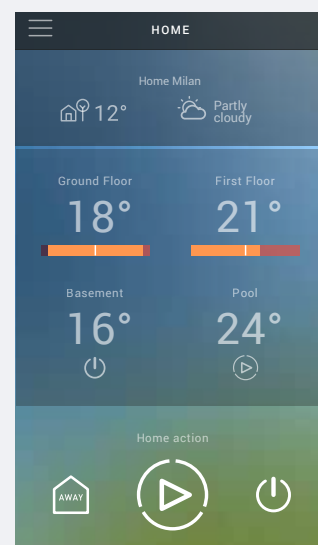 HOME
Home Milan
12°
Partly
cloudy
Ground Floor
First Floor
18°
21°
Basement
Pool
16°
24°
Home action
AWAY